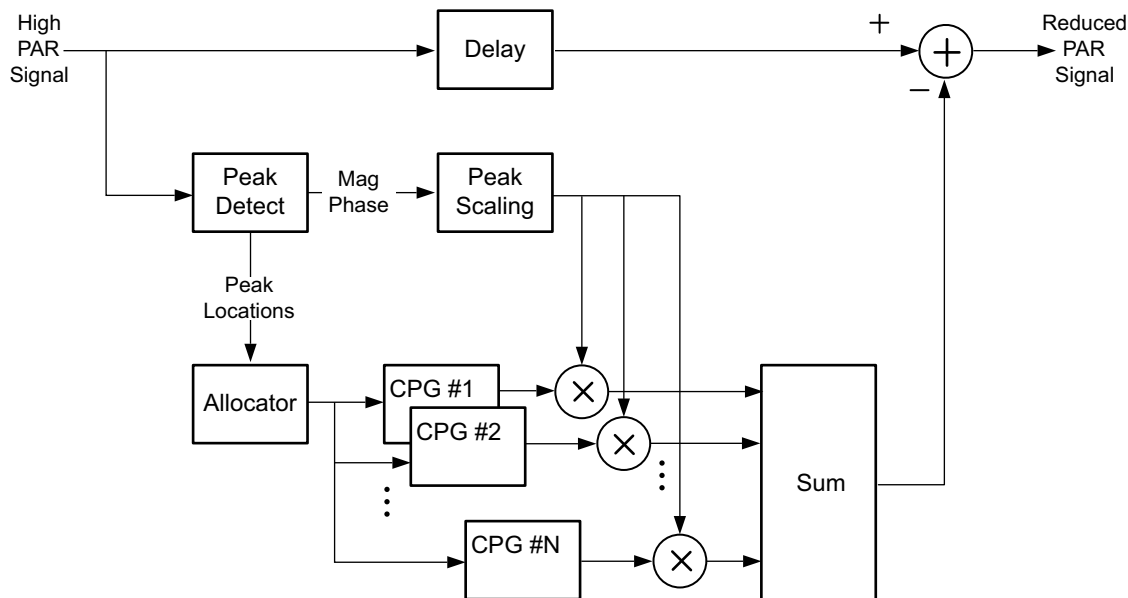 High
PAR
Signal
Delay
+
+
−
Reduced
PAR
Signal
Peak
Detect
Mag
Phase
Peak
Scaling
Peak
Locations
Allocator
CPG #1
×
CPG #2
×
⋮
⋮
CPG #N
×
Sum